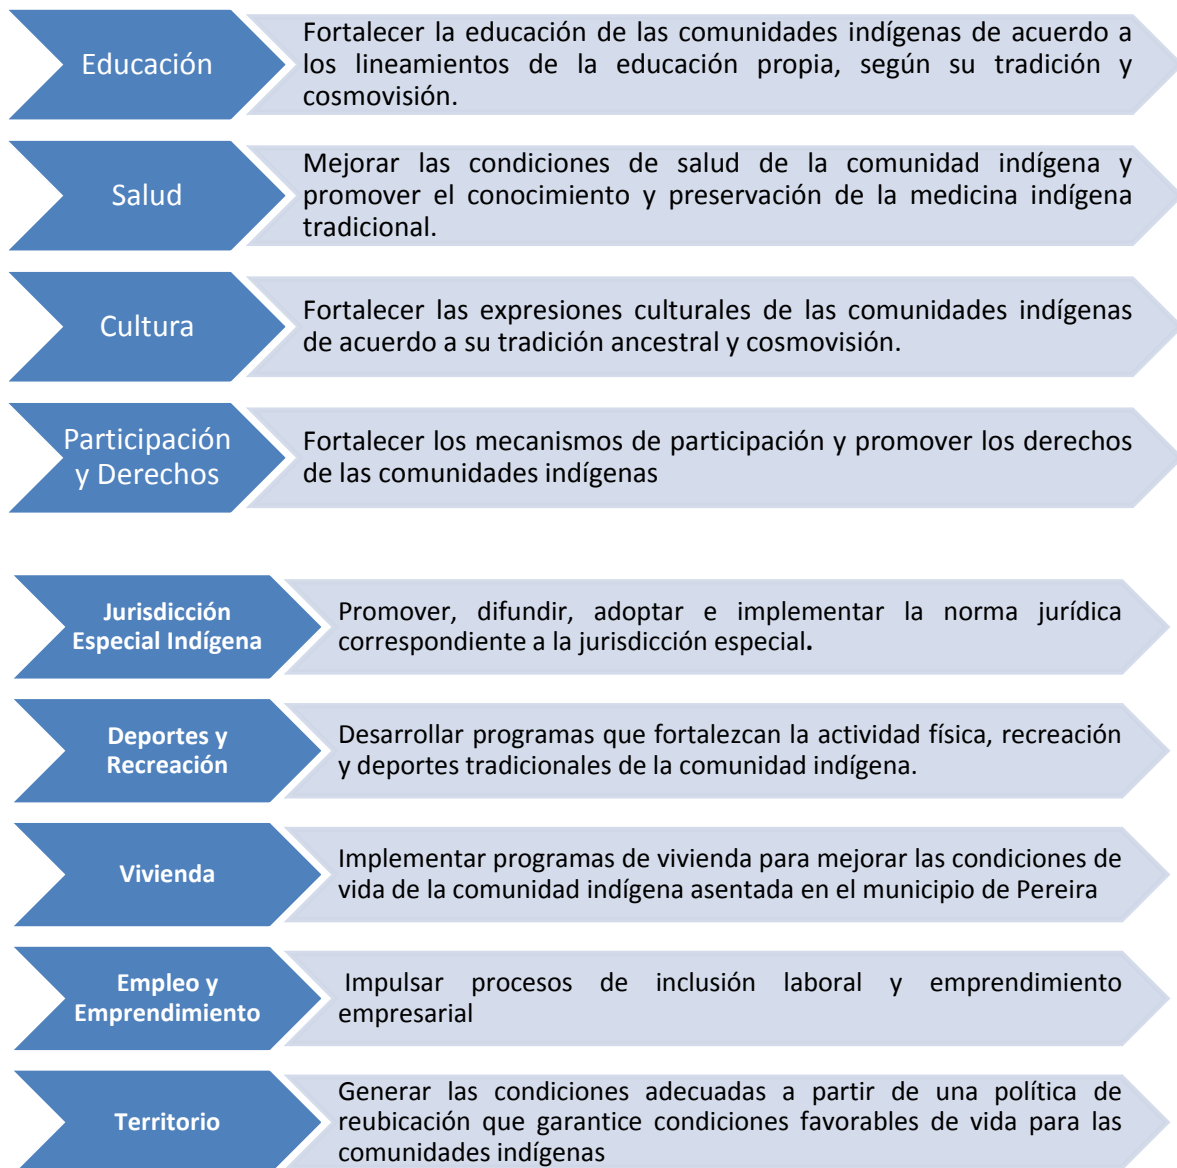 Educación
Fortalecer la educación de las comunidades indígenas de acuerdo a
los lineamientos de la educación propia, según su tradición y
cosmovisión.
Salud
Mejorar las condiciones de salud de la comunidad indígena y
promover el conocimiento y preservación de la medicina indígena
tradicional.
Cultura
Fortalecer las expresiones culturales de las comunidades indígenas
de acuerdo a su tradición ancestral y cosmovisión.
Participación
y Derechos
Fortalecer los mecanismos de participación y promover los derechos
de las comunidades indígenas
Jurisdicción
Especial Indígena
Promover, difundir, adoptar e implementar la norma jurídica
correspondiente a la jurisdicción especial.
Deportes y
Recreación
Desarrollar programas que fortalezcan la actividad física, recreación
y deportes tradicionales de la comunidad indígena.
Vivienda
Implementar programas de vivienda para mejorar las condiciones de
vida de la comunidad indígena asentada en el municipio de Pereira
Empleo y
Emprendimiento
Impulsar procesos de inclusión laboral y emprendimiento
empresarial
Territorio
Generar las condiciones adecuadas a partir de una política de
reubicación que garantice condiciones favorables de vida para las
comunidades indígenas